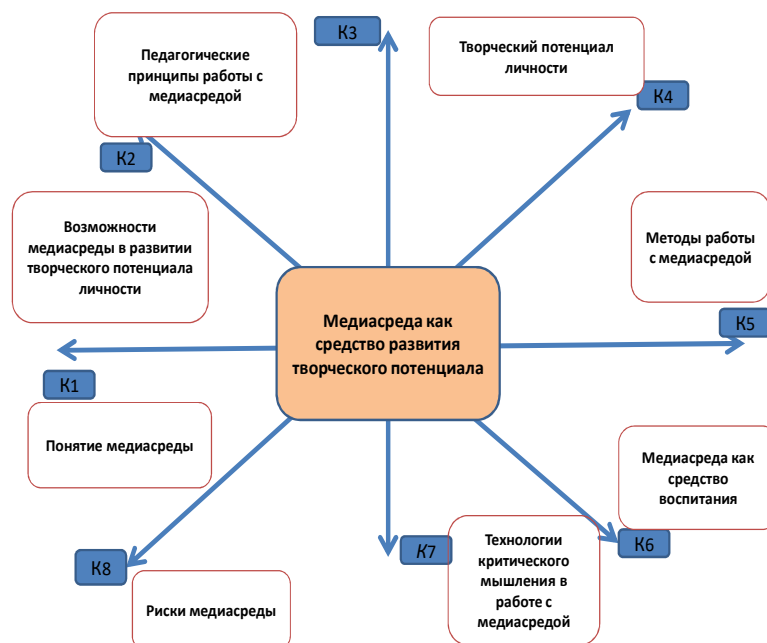 К3
Педагогические
принципы работы с
медиасредой
Творческий потенциал
личности
К4
К2
Возможности
медиасреды в развитии
творческого потенциала
личности
Методы работы
с медиасредой
Медиасреда как
средство развития
творческого потенциала
К5
К1
Понятие медиасреды
Медиасреда как
средство
воспитания
К6
К7
Технологии
критического
мышления в
работе с
медиасредой
К8
Риски медиасреды